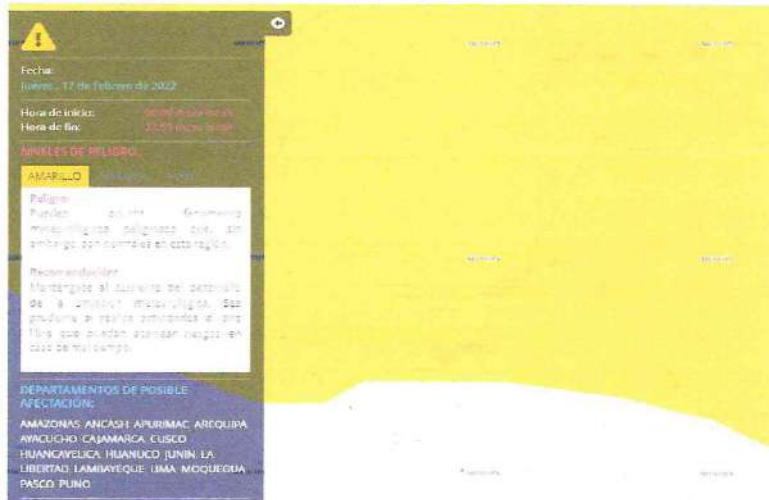 Fecha:
Jueves, 17 de Febrero de 2022
Hora de inicio:
Hora de fin:
NIVELES DE PELIGRO:
AMARILLO
Peligro:
Pueden ocurrir fenómenos
meteorológicos peligrosos que, sin
embargo, son normales en esta región.
Recomendación:
Manténgase al corriente del desarrollo
de la situación meteorológica. Sea
prudente si realiza actividades al aire
libre que puedan acarrear riesgos en
caso de mal tiempo.
DEPARTAMENTOS DE POSIBLE
AFECTACIÓN:
AMAZONAS ANCASH APURIMAC AREQUIPA
AYACUCHO CAJAMARCA CUSCO
HUANCAVELICA HUANUCO JUNIN LA
LIBERTAD LAMBAYEQUE LIMA MOQUEGUA
PASCO PUNO